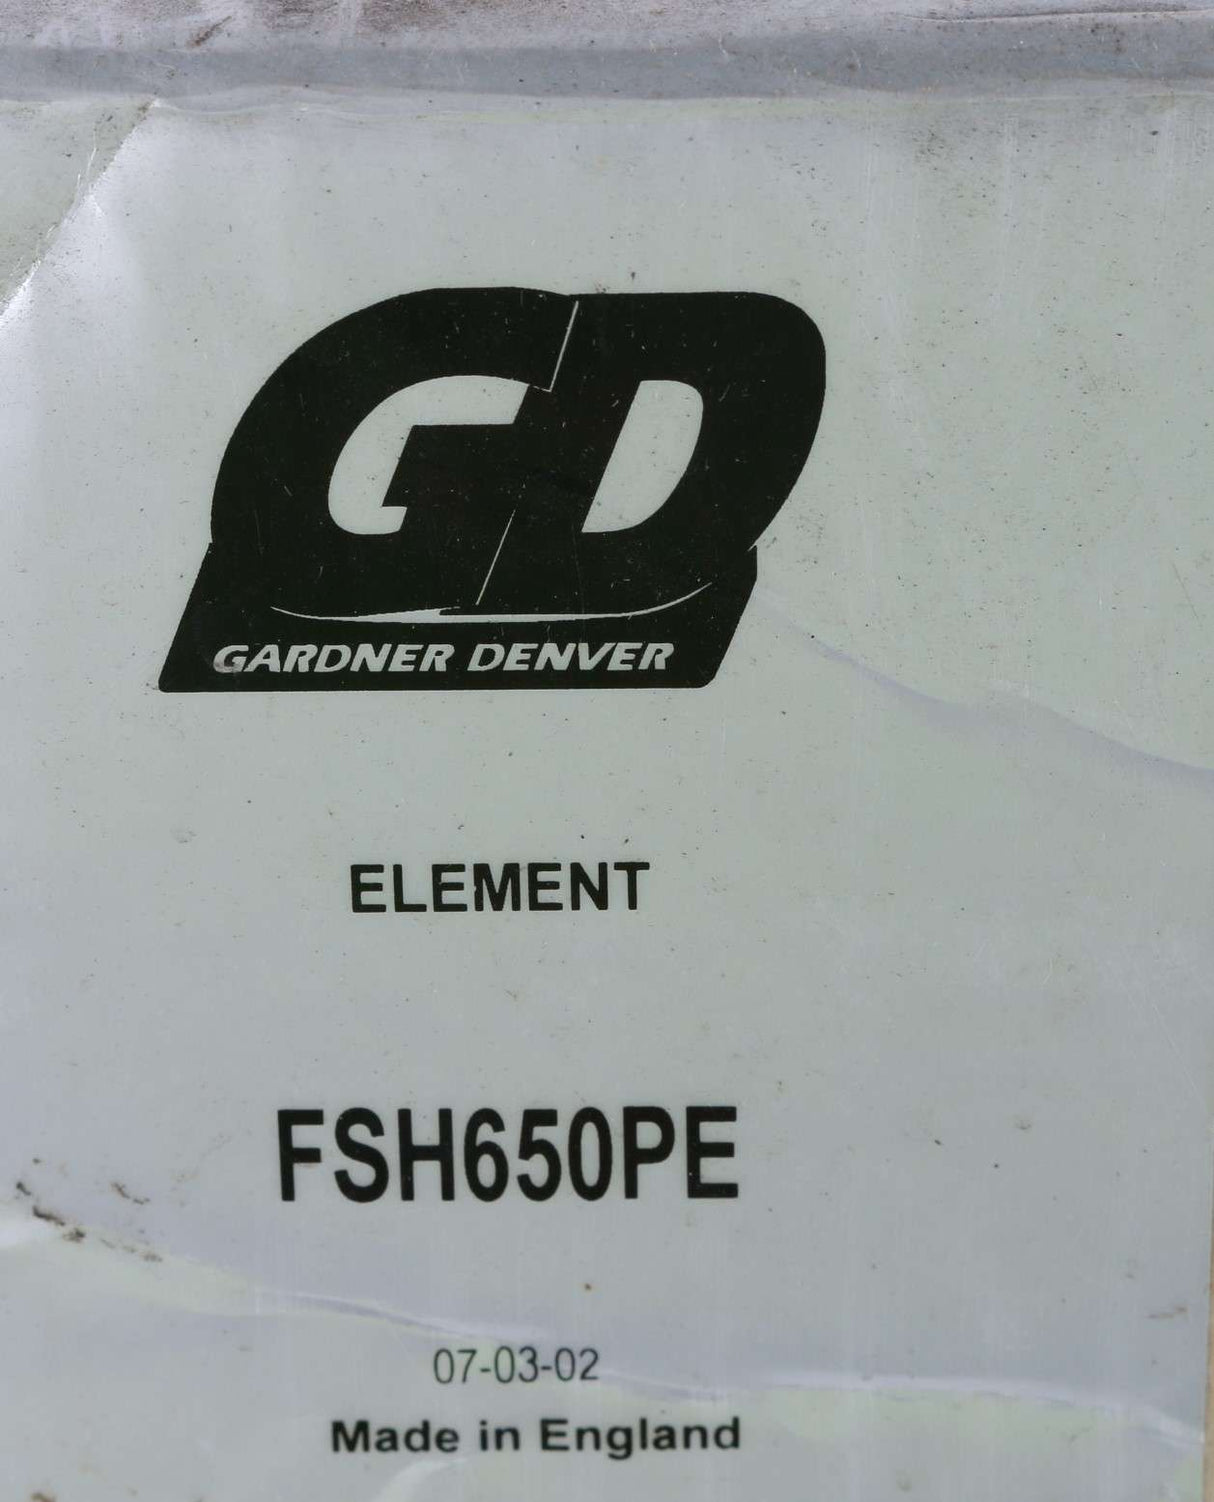 GD
GARDNER DENVER
ELEMENT
FSH650PE
07-03-02
Made in England